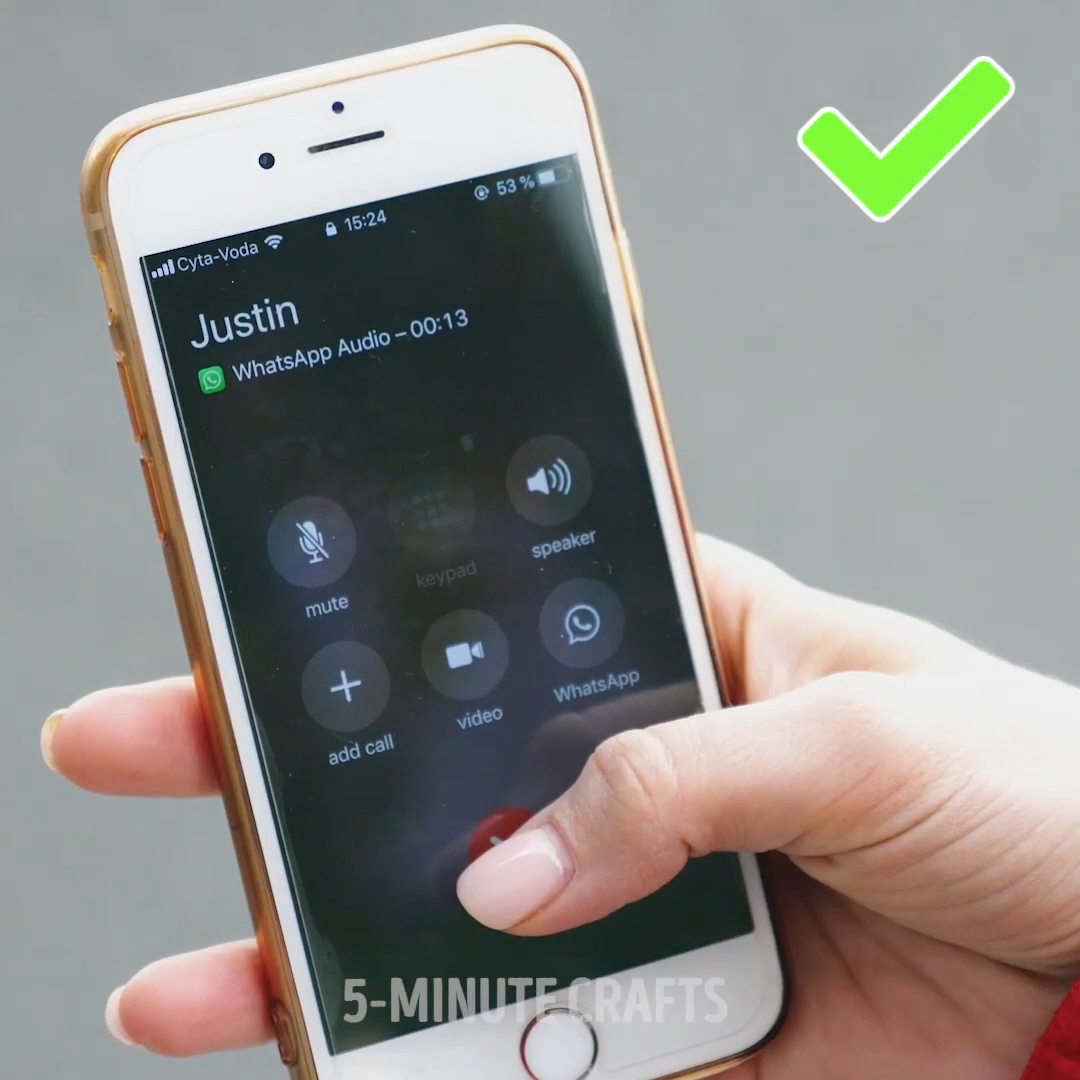 Cyta-Voda 15:24 53 %
Justin
WhatsApp Audio – 00:13
mute keypad speaker
add call video WhatsApp
5-MINUTE CRAFTS